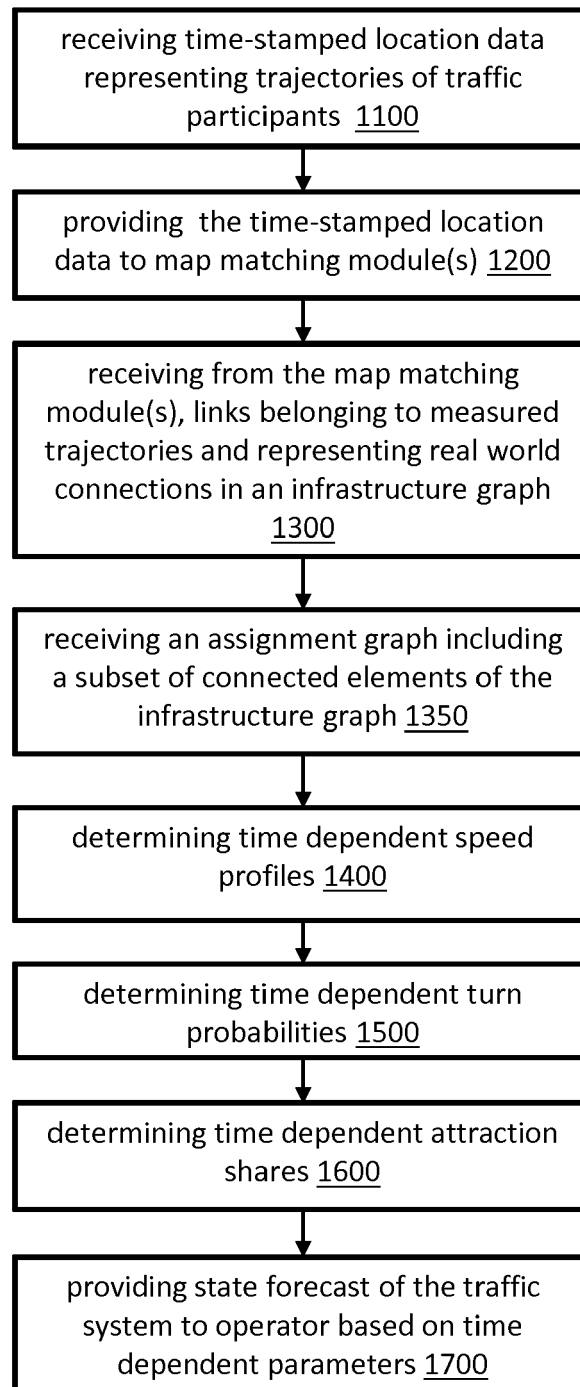 receiving time-stamped location data
representing trajectories of traffic
participants 1100
providing the time-stamped location
data to map matching module(s) 1200
receiving from the map matching
module(s), links belonging to measured
trajectories and representing real world
connections in an infrastructure graph
1300
receiving an assignment graph including
a subset of connected elements of the
infrastructure graph 1350
determining time dependent speed
profiles 1400
determining time dependent turn
probabilities 1500
determining time dependent attraction
shares 1600
providing state forecast of the traffic
system to operator based on time
dependent parameters 1700